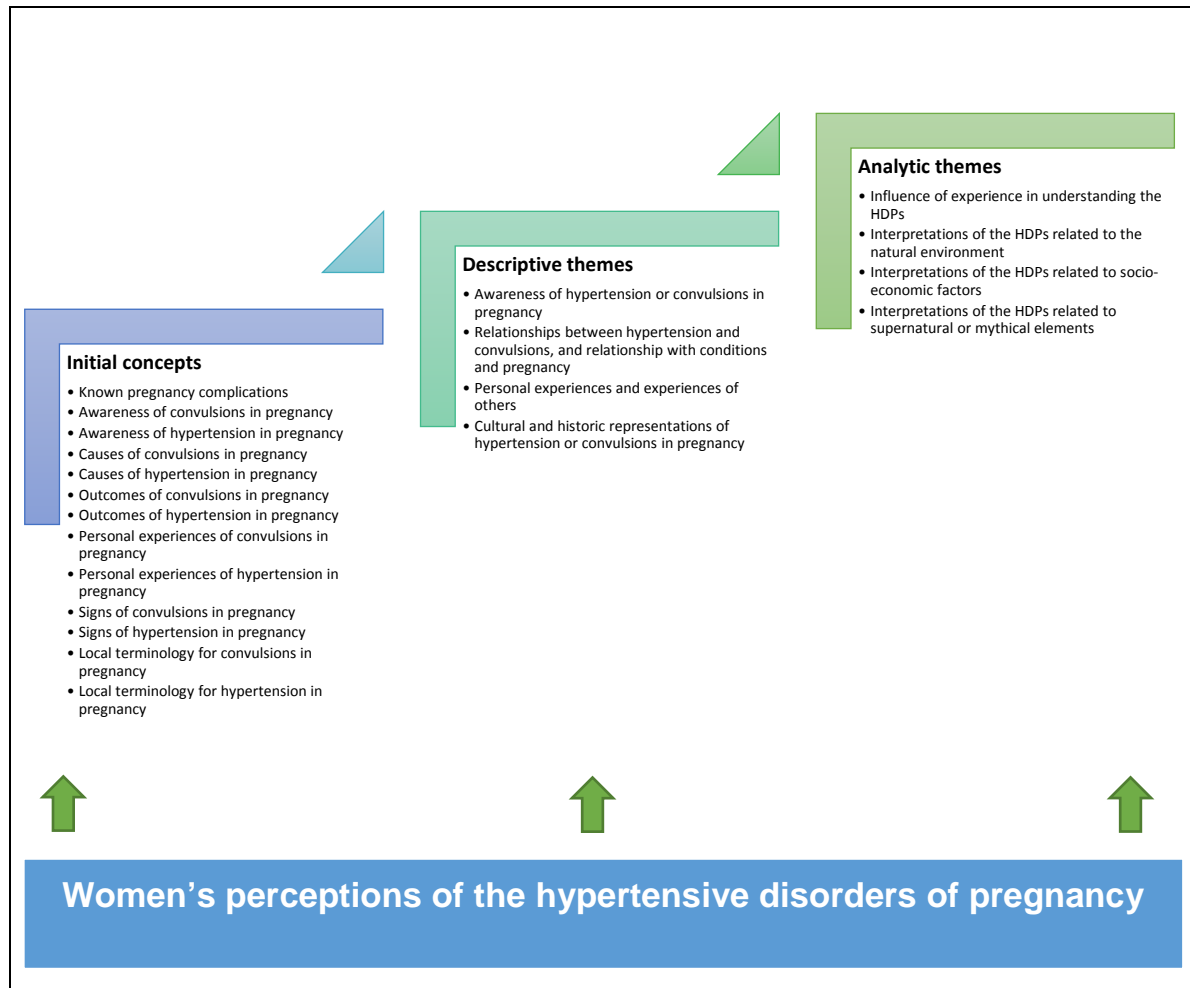 Initial concepts
• Known pregnancy complications
• Awareness of convulsions in pregnancy
• Awareness of hypertension in pregnancy
• Causes of convulsions in pregnancy
• Causes of hypertension in pregnancy
• Outcomes of convulsions in pregnancy
• Outcomes of hypertension in pregnancy
• Personal experiences of convulsions in
pregnancy
• Personal experiences of hypertension in
pregnancy
• Signs of convulsions in pregnancy
• Signs of hypertension in pregnancy
• Local terminology for convulsions in
pregnancy
• Local terminology for hypertension in
pregnancy
Descriptive themes
• Awareness of hypertension or convulsions in
pregnancy
• Relationships between hypertension and
convulsions, and relationship with conditions
and pregnancy
• Personal experiences and experiences of
others
• Cultural and historic representations of
hypertension or convulsions in pregnancy
Analytic themes
• Influence of experience in understanding the
HDPs
• Interpretations of the HDPs related to the
natural environment
• Interpretations of the HDPs related to socio-
economic factors
• Interpretations of the HDPs related to
supernatural or mythical elements
Women’s perceptions of the hypertensive disorders of pregnancy